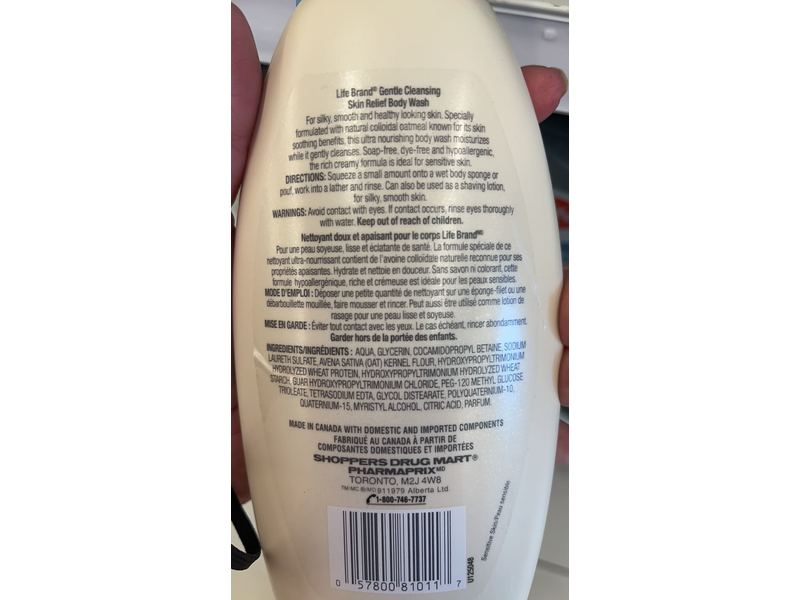 Life Brand® Gentle Cleansing
Skin Relief Body Wash
For silky, smooth and healthy looking skin. Specially
formulated with natural colloidal oatmeal known for its skin
soothing benefits, this ultra nourishing body wash moisturizes
while it gently cleanses. Soap-free, dye-free and hypoallergenic,
the rich creamy formula is ideal for sensitive skin.
DIRECTIONS: Squeeze a small amount onto a wet body sponge or
pouf, work into a lather and rinse. Can also be used as a shaving lotion,
for silky, smooth skin.
WARNINGS: Avoid contact with eyes. If contact occurs, rinse eyes thoroughly
with water. Keep out of reach of children.
Nettoyant doux et apaisant pour le corps Life Brand MD
Pour une peau soyeuse, lisse et éclatante de santé. La formule spéciale de ce
nettoyant ultra-nourrissant contient de l'avoine colloïdale naturelle reconnue pour ses
propriétés apaisantes. Hydrate et nettoie en douceur. Sans savon ni colorant, cette
formule hypoallergénique, riche et crémeuse est idéale pour les peaux sensibles.
MODE D'EMPLOI : Déposer une petite quantité de nettoyant sur une éponge-filet ou une
débarbouillette mouillée, faire mousser et rincer. Peut aussi être utilisé comme lotion de
rasage pour une peau lisse et soyeuse.
MISE EN GARDE : Éviter tout contact avec les yeux. Le cas échéant, rincer abondamment.
Garder hors de la portée des enfants.
INGREDIENTS/INGRÉDIENTS : AQUA, GLYCERIN, COCAMIDOPROPYL BETAINE, SODIUM
LAURETH SULFATE, AVENA SATIVA (OAT) KERNEL FLOUR, HYDROXYPROPYLTRIMONIUM
HYDROLYZED WHEAT PROTEIN, HYDROXYPROPYLTRIMONIUM HYDROLYZED WHEAT
STARCH, GUAR HYDROXYPROPYLTRIMONIUM CHLORIDE, PEG-120 METHYL GLUCOSE
TRIOLEATE, TETRASODIUM EDTA, GLYCOL DISTEARATE, POLYQUATERNIUM-10,
QUATERNIUM-15, MYRISTYL ALCOHOL, CITRIC ACID, PARFUM.
MADE IN CANADA WITH DOMESTIC AND IMPORTED COMPONENTS
FABRIQUÉ AU CANADA À PARTIR DE
COMPOSANTES DOMESTIQUES ET IMPORTÉES
SHOPPERS DRUG MART®
PHARMAPRIX MD
TORONTO, M2J 4W8
TM/MC ®/MD 911979 Alberta Ltd.
1-800-746-7737
0 57800 81011 7
U125048
Sensitive Skin/Peau sensible